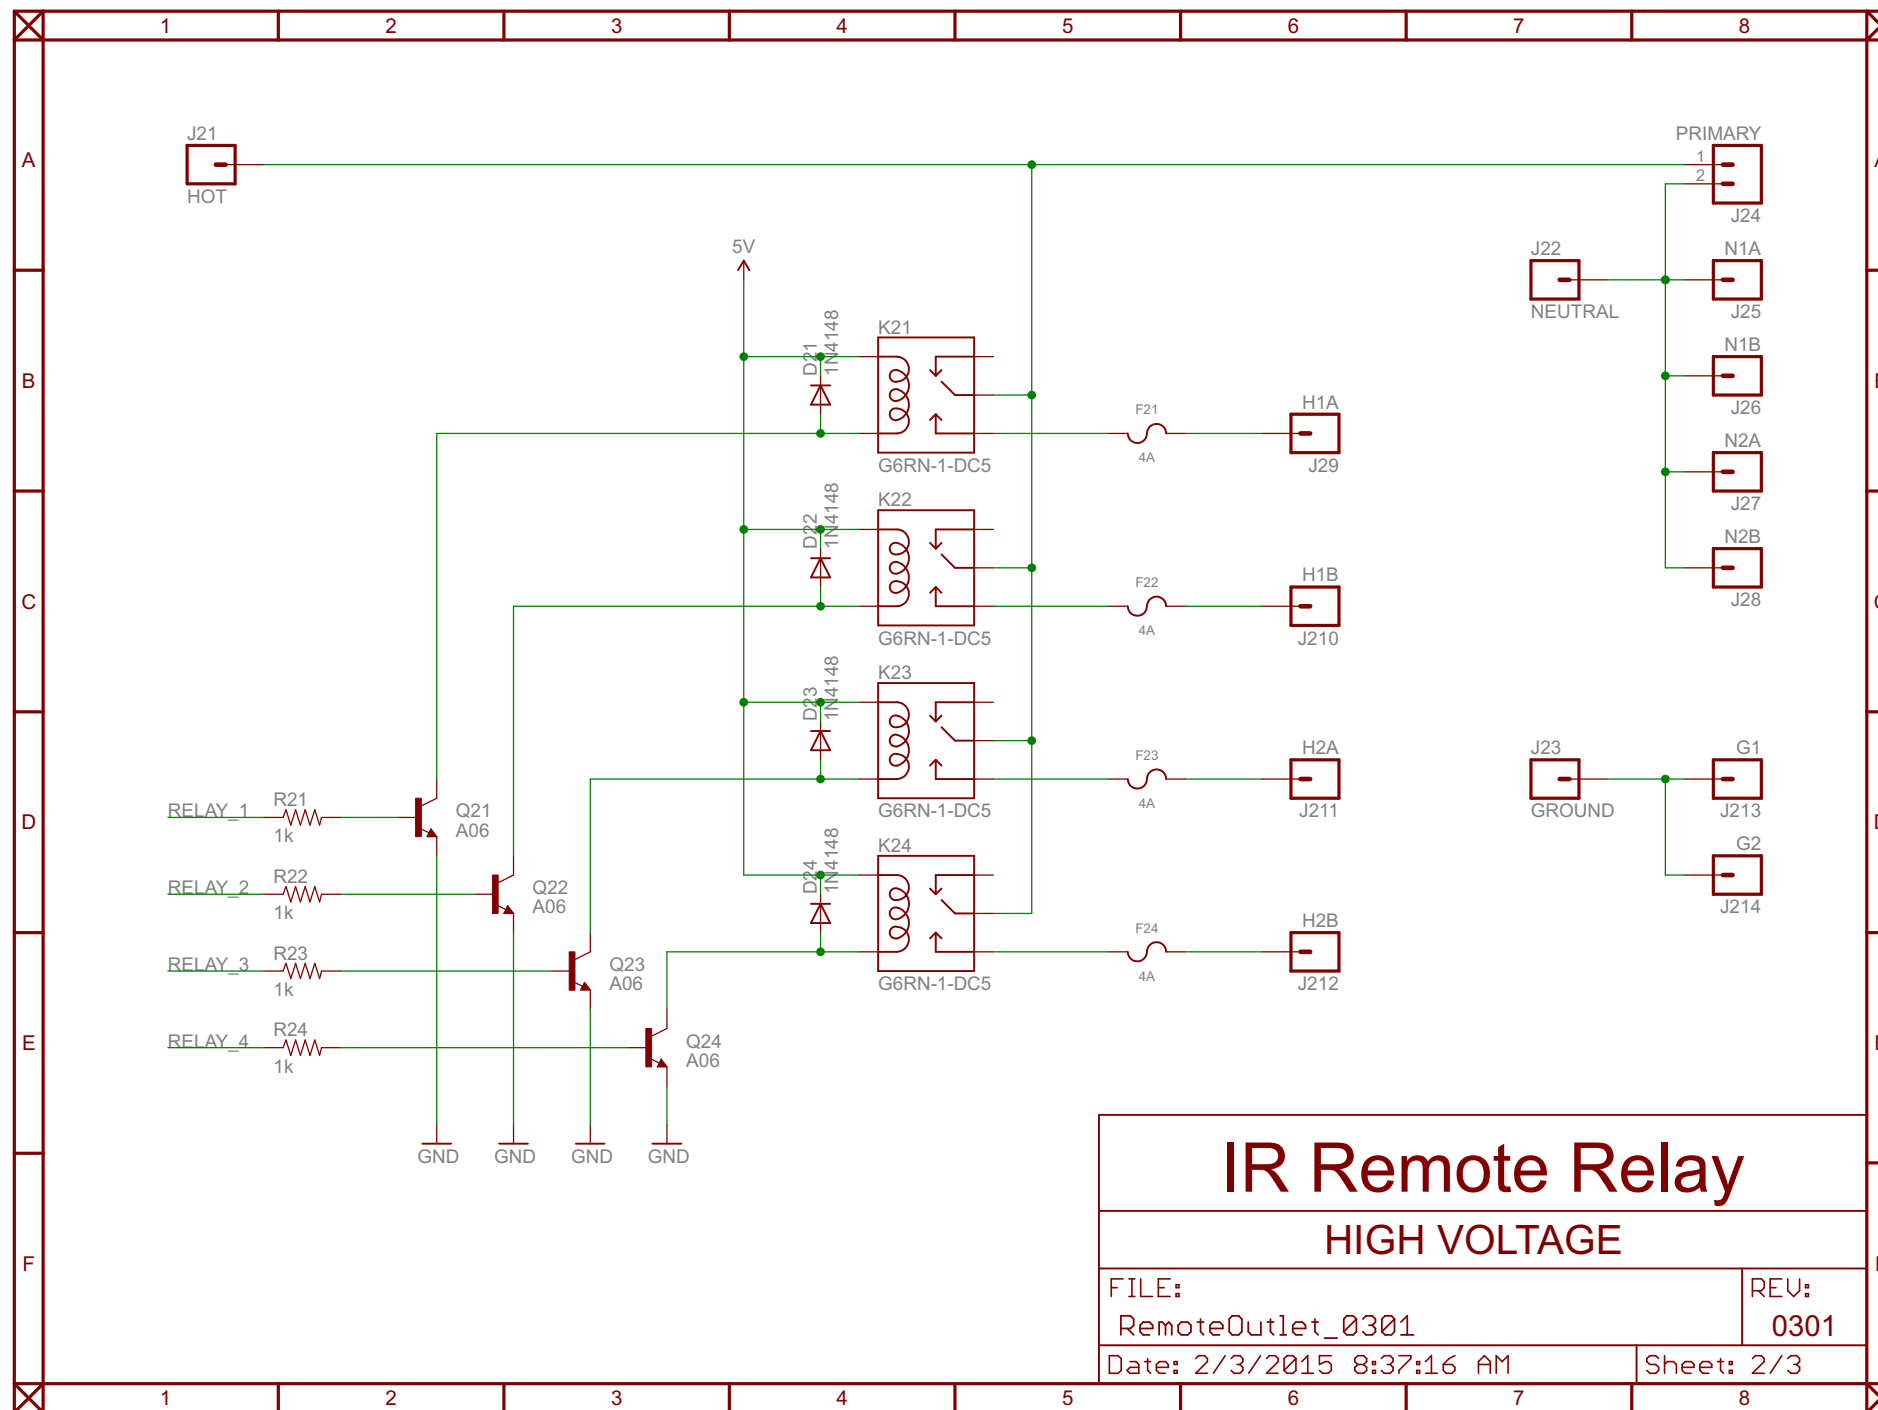 1 2 3 4 5 6 7 8
A
J21
HOT
PRIMARY
1
2
J24
5V
J22
NEUTRAL
N1A
J25
B
K21
D21
1N4148
G6RN-1-DC5
F21
4A
H1A
J29
N1B
J26
N2A
J27
C
K22
D22
1N4148
G6RN-1-DC5
F22
4A
H1B
J210
N2B
J28
K23
D23
1N4148
G6RN-1-DC5
F23
4A
H2A
J211
J23
GROUND
G1
J213
D
RELAY_1
R21
1k
Q21
A06
K24
D24
1N4148
G6RN-1-DC5
F24
4A
H2B
J212
G2
J214
RELAY_2
R22
1k
Q22
A06
RELAY_3
R23
1k
Q23
A06
E
RELAY_4
R24
1k
Q24
A06
GND GND GND GND
F
IR Remote Relay
HIGH VOLTAGE
FILE:
RemoteOutlet_0301
REV:
0301
Date: 2/3/2015 8:37:16 AM
Sheet: 2/3
1 2 3 4 5 6 7 8